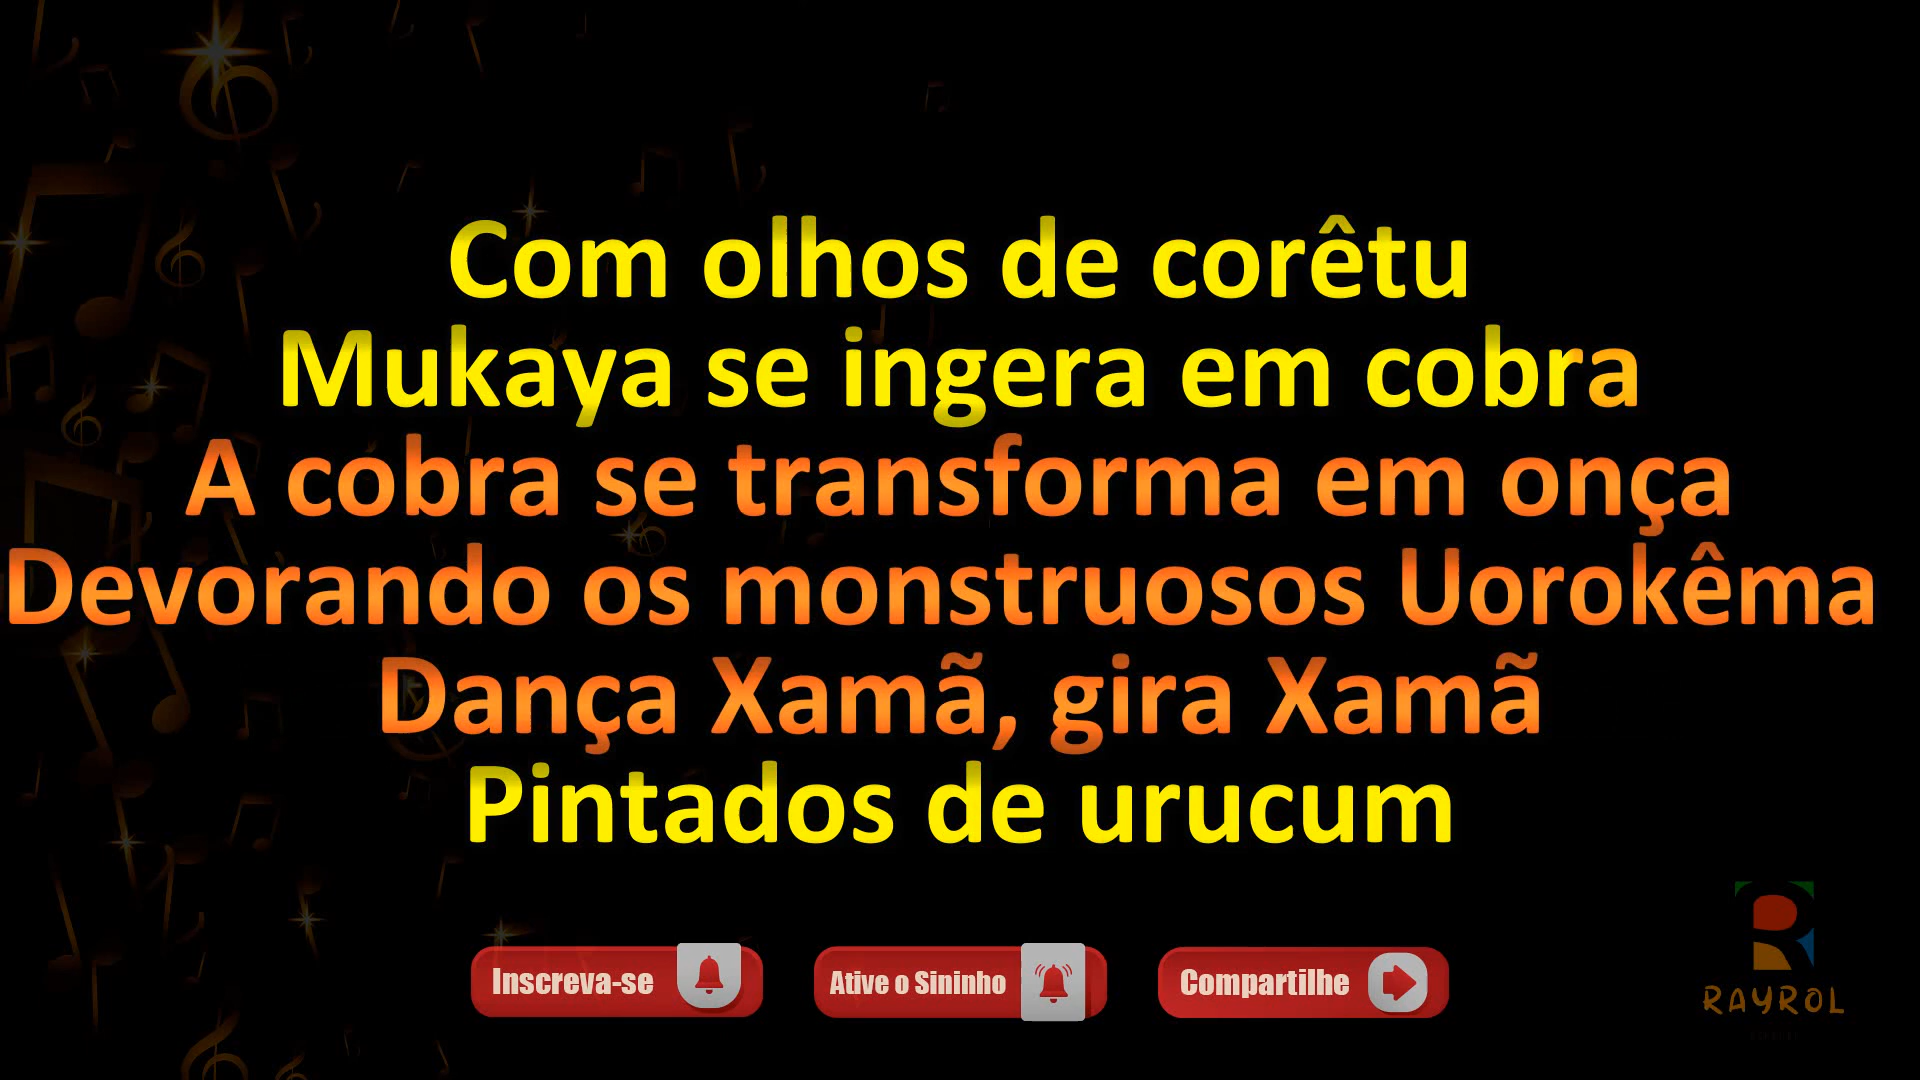 Com olhos de corêtu
Mukaya se ingera em cobra
A cobra se transforma em onça
Devorando os monstruosos Uorokêma
Dança Xamã, gira Xamã
Pintados de urucum
Inscreva-se
Ative o Sininho
Compartilhe
RAYROL